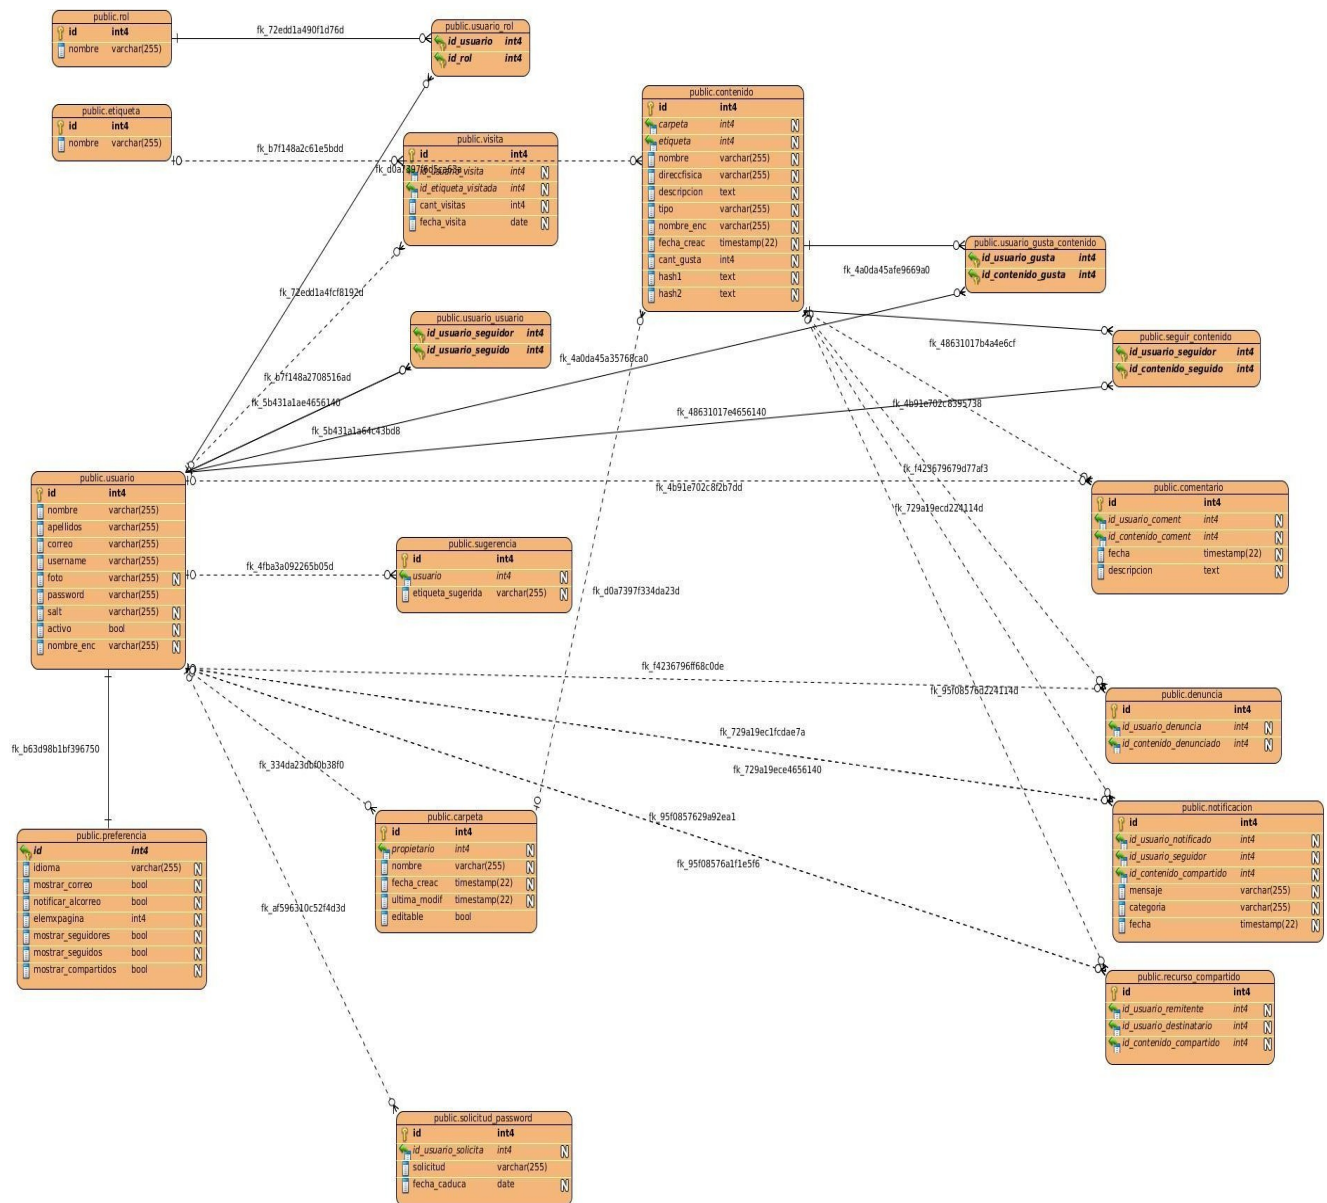 public.rol
id int4
nombre varchar(255)
fk_72edd1a490f1d76d
public.usuario_rol
id_usuario int4
id_rol int4
public.etiqueta
id int4
nombre varchar(255)
fk_b7f148a2c61e5bdd
public.visita
id int4
int4 N
id_etiqueta_visitada int4 N
cant_visitas int4 N
fecha_visita date N
public.contenido
id int4
carpeta int4 N
etiqueta int4 N
nombre varchar(255) N
direccfisica varchar(255) N
descripcion text N
tipo varchar(255) N
nombre_enc varchar(255) N
fecha_creac timestamp(22) N
cant_gusta int4 N
hash1 text N
hash2 text N
public.usuario_gusta_contenido
id_usuario_gusta int4
id_contenido_gusta int4
fk_4a0da45afe9669a0
fk_72edd1a4fcf8192d
public.usuario_usuario
id_usuario_seguidor int4
id_usuario_seguido int4
fk_4a0da45a35768ca0
fk_48631017b4a4e6cf
public.seguir_contenido
id_usuario_seguidor int4
id_contenido_seguido int4
fk_b7f148a2708516ad
fk_5b431a1ae4656140
fk_5b431a1a64c43bd8
fk_48631017e4656140
fk_4b91e702c8395738
fk_f423679679d77af3
fk_4b91e702c8f2b7dd
fk_729a19ecd224114d
public.usuario
id int4
nombre varchar(255)
apellidos varchar(255)
correo varchar(255)
username varchar(255)
foto varchar(255) N
password varchar(255)
salt varchar(255) N
activo bool N
nombre_enc varchar(255) N
public.comentario
id int4
id_usuario_coment int4 N
id_contenido_coment int4 N
fecha timestamp(22) N
descripcion text N
fk_4fba3a092265b05d
public.sugerencia
id int4
usuario int4 N
etiqueta_sugerida varchar(255) N
fk_d0a7397f334da23d
fk_f4236796ff68c0de
fk_95f08576d224114d
public.denuncia
id int4
id_usuario_denuncia int4 N
id_contenido_denunciado int4 N
fk_b63d98b1bf396750
fk_729a19ec1fcdae7a
fk_334da23dbf0b38f0
fk_729a19ece4656140
public.carpeta
id int4
propietario int4 N
nombre varchar(255) N
fecha_creac timestamp(22) N
ultima_modif timestamp(22) N
editable bool
fk_95f0857629a92ea1
fk_95f08576a1f1e5f6
public.notificacion
id int4
id_usuario_notificado int4 N
id_usuario_seguidor int4 N
id_contenido_compartido int4 N
mensaje varchar(255) N
categoria varchar(255) N
fecha timestamp(22) N
public.preferencia
id int4
idioma varchar(255) N
mostrar_correo bool N
notificar_alcorreo bool N
elemxpagina int4 N
mostrar_seguidores bool N
mostrar_seguidos bool N
mostrar_compartidos bool N
fk_af596310c52f4d3d
public.recurso_compartido
id int4
id_usuario_remitente int4 N
id_usuario_destinatario int4 N
id_contenido_compartido int4 N
public.solicitud_password
id int4
id_usuario_solicita int4 N
solicitud varchar(255)
fecha_caduca date N